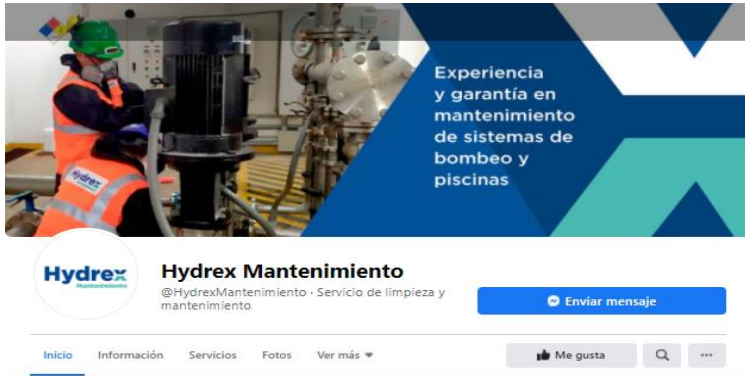 Experiencia
y garantía en
mantenimiento
de sistemas de
bombeo y
piscinas
Hydrex
Hydrex
Mantenimiento
Hydrex Mantenimiento
@HydrexMantenimiento · Servicio de limpieza y
mantenimiento
Enviar mensaje
Inicio Información Servicios Fotos Ver más
Me gusta